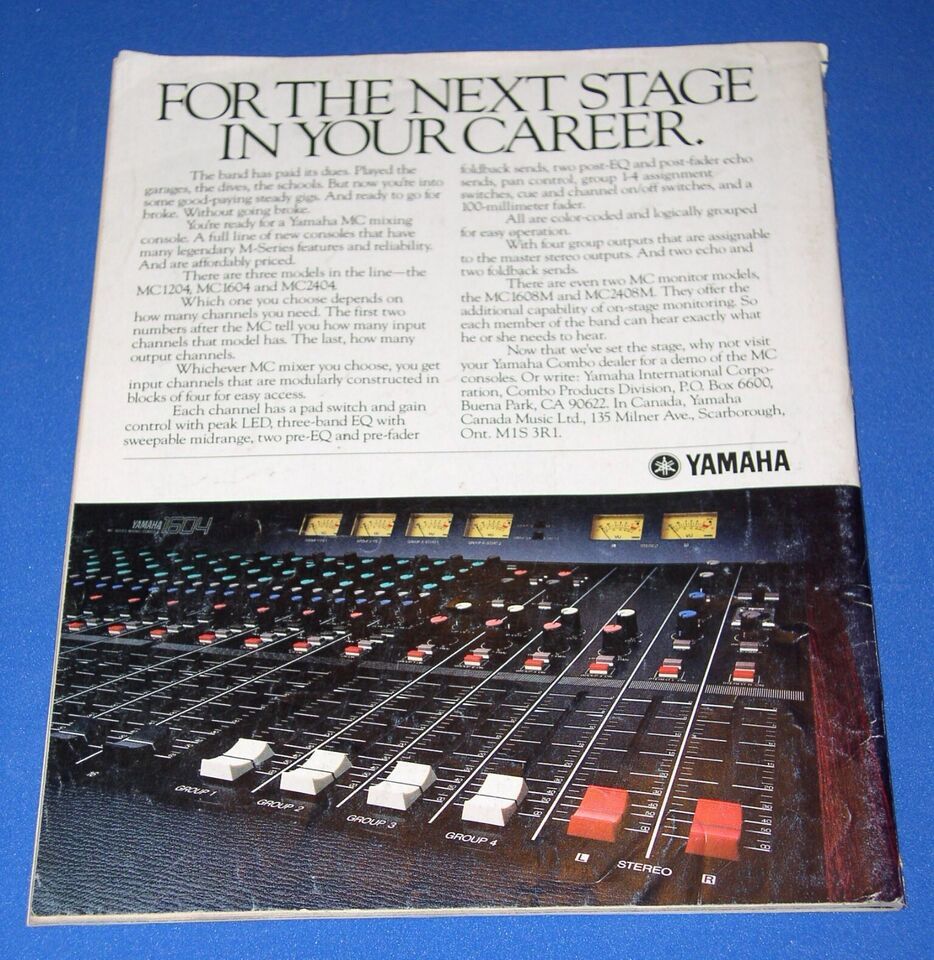 FOR THE NEXT STAGE
IN YOUR CAREER.
The band has paid its dues. Played the
garages, the dives, the schools. But now you're into
some good-paying steady gigs. And ready to go for
broke. Without going broke.
You're ready for a Yamaha MC mixing
console. A full line of new consoles that have
many legendary M-Series features and reliability.
And are affordably priced.
There are three models in the line—the
MC1204, MC1604 and MC2404.
Which one you choose depends on
how many channels you need. The first two
numbers after the MC tell you how many input
channels that model has. The last, how many
output channels.
Whichever MC mixer you choose, you get
input channels that are modularly constructed in
blocks of four for easy access.
Each channel has a pad switch and gain
control with peak LED, three-band EQ with
sweepable midrange, two pre-EQ and pre-fader
foldback sends, two post-EQ and post-fader echo
sends, pan control, group 1-4 assignment
switches, cue and channel on/off switches, and a
100-millimeter fader.
All are color-coded and logically grouped
for easy operation.
With four group outputs that are assignable
to the master stereo outputs. And two echo and
two foldback sends.
There are even two MC monitor models,
the MC1608M and MC2408M. They offer the
additional capability of on-stage monitoring. So
each member of the band can hear exactly what
he or she needs to hear.
Now that we've set the stage, why not visit
your Yamaha Combo dealer for a demo of the MC
consoles. Or write: Yamaha International Corpo-
ration, Combo Products Division, P.O. Box 6600,
Buena Park, CA 90622. In Canada, Yamaha
Canada Music Ltd., 135 Milner Ave., Scarborough,
Ont. M1S 3R1.
YAMAHA
YAMAHA 1604
GROUP 1
GROUP 2
GROUP 3
GROUP 4
L
STEREO
R